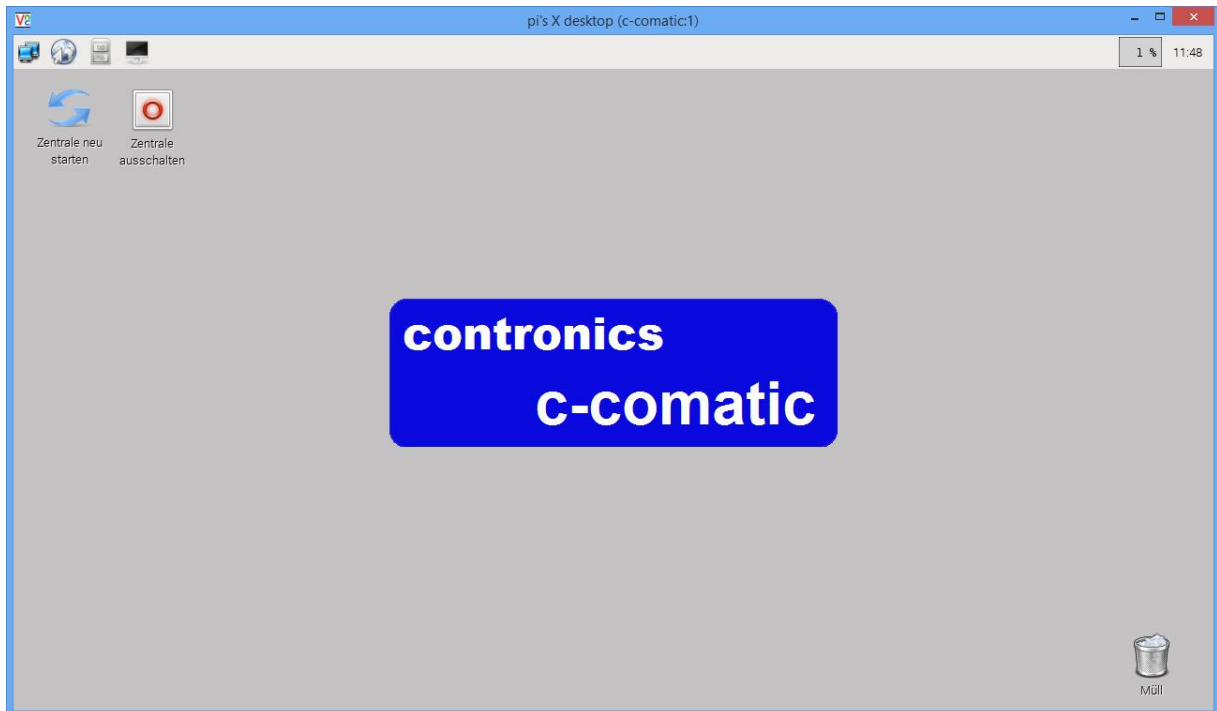 pi's X desktop (c-comatic:1)
1 %
11:48
Zentrale neu
starten
Zentrale
ausschalten
contronics
c-comatic
Müll